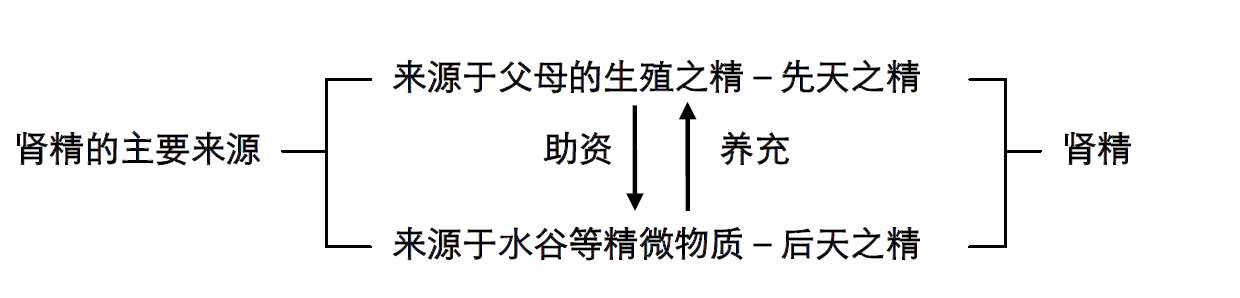 来源于父母的生殖之精 – 先天之精
肾精的主要来源
助资
养充
肾精
来源于水谷等精微物质 – 后天之精